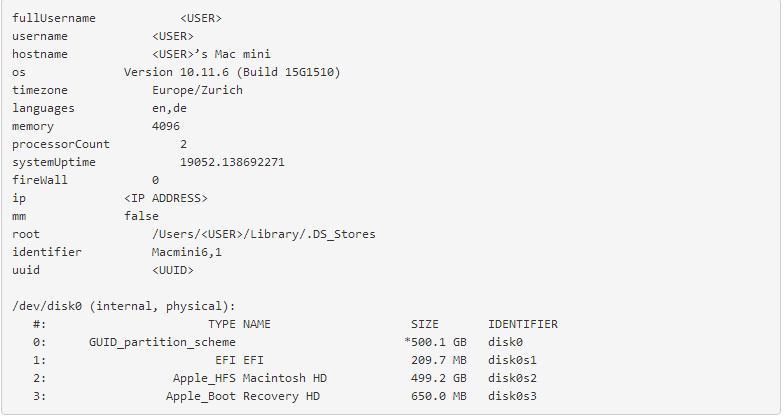 fullUsername <USER>
username <USER>
hostname <USER>’s Mac mini
os Version 10.11.6 (Build 15G1510)
timezone Europe/Zurich
languages en,de
memory 4096
processorCount 2
systemUptime 19052.138692271
fireWall 0
ip <IP ADDRESS>
mm false
root /Users/<USER>/Library/.DS_Stores
identifier Macmini6,1
uuid <UUID>
/dev/disk0 (internal, physical):
#: TYPE NAME SIZE IDENTIFIER
0: GUID_partition_scheme *500.1 GB disk0
1: EFI EFI 209.7 MB disk0s1
2: Apple_HFS Macintosh HD 499.2 GB disk0s2
3: Apple_Boot Recovery HD 650.0 MB disk0s3